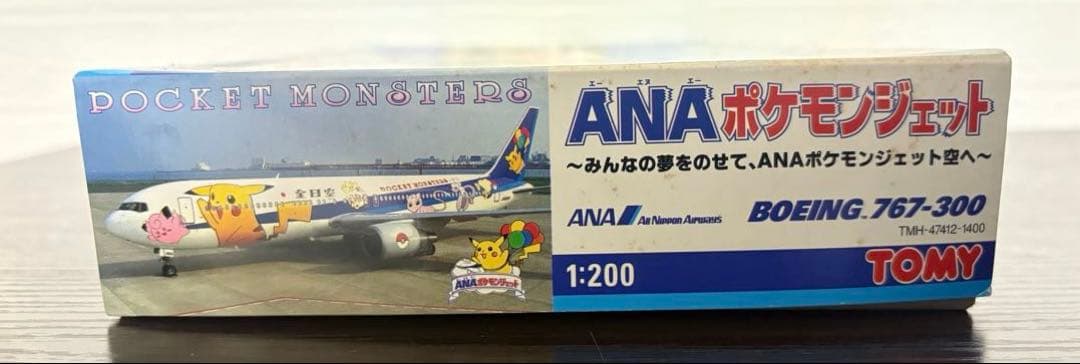 POCKET MONSTERS
全日空
POCKET MONSTERS
ANAポケモンジェット
エー エヌ エー
ANAポケモンジェット
~みんなの夢をのせて、ANAポケモンジェット空へ~
ANA All Nippon Airways
BOEING 767-300
TMH-47412-1400
1:200
TOMY